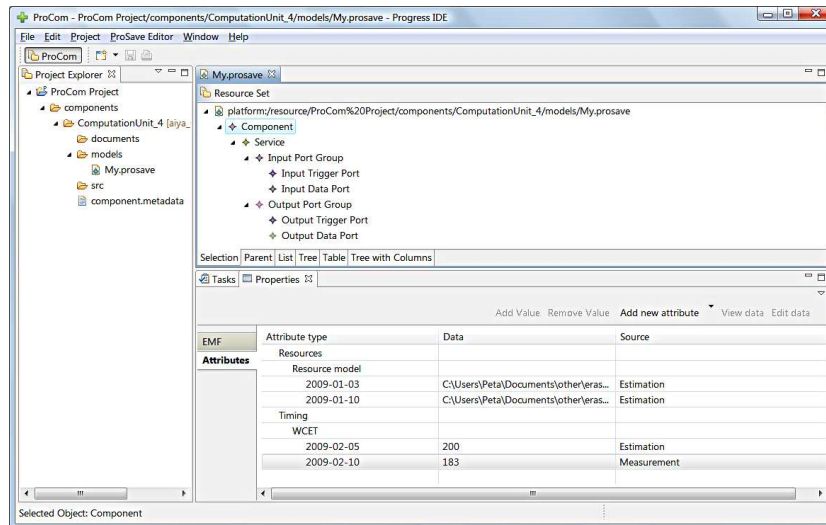 ProCom - ProCom Project/components/ComputationUnit_4/models/My.prosave - Progress IDE
File Edit Project ProSave Editor Window Help
ProCom
Project Explorer
ProCom Project
components
ComputationUnit_4 [aiya_
documents
models
My.prosave
src
component.metadata
My.prosave
Resource Set
platform:/resource/ProCom%20Project/components/ComputationUnit_4/models/My.prosave
Component
Service
Input Port Group
Input Trigger Port
Input Data Port
Output Port Group
Output Trigger Port
Output Data Port
Selection Parent List Tree Table Tree with Columns
Tasks Properties
Add Value Remove Value Add new attribute View data Edit data
EMF
Attributes
Attribute type Data Source
Resources
Resource model
2009-01-03 C:\Users\Peta\Documents\other\eras... Estimation
2009-01-10 C:\Users\Peta\Documents\other\eras... Estimation
Timing
WCET
2009-02-05 200 Estimation
2009-02-10 183 Measurement
Selected Object: Component